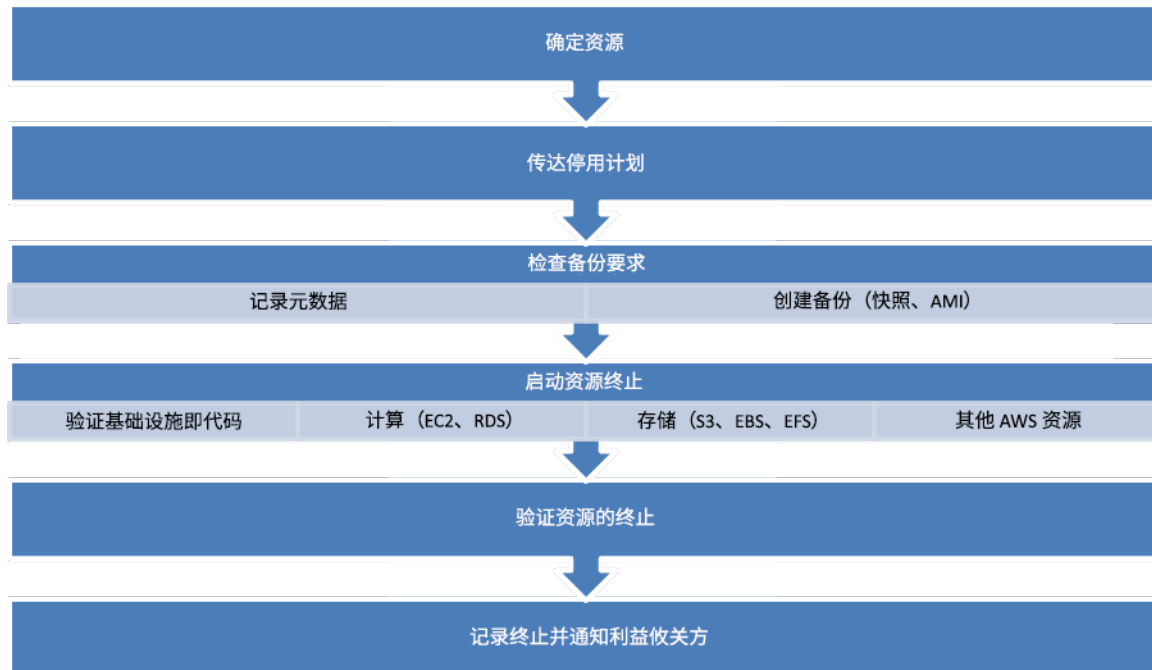 确定资源
传达停用计划
检查备份要求
记录元数据
创建备份（快照、AMI）
启动资源终止
验证基础设施即代码
计算（EC2、RDS）
存储（S3、EBS、EFS）
其他 AWS 资源
验证资源的终止
记录终止并通知利益攸关方